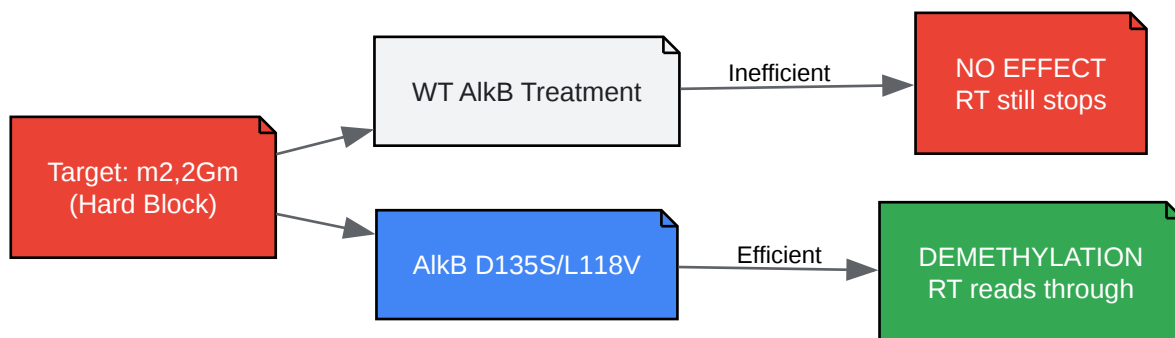 Target: m2,2Gm
(Hard Block)
WT AlkB Treatment
Inefficient
NO EFFECT
RT still stops
AlkB D135S/L118V
Efficient
DEMETHYLATION
RT reads through